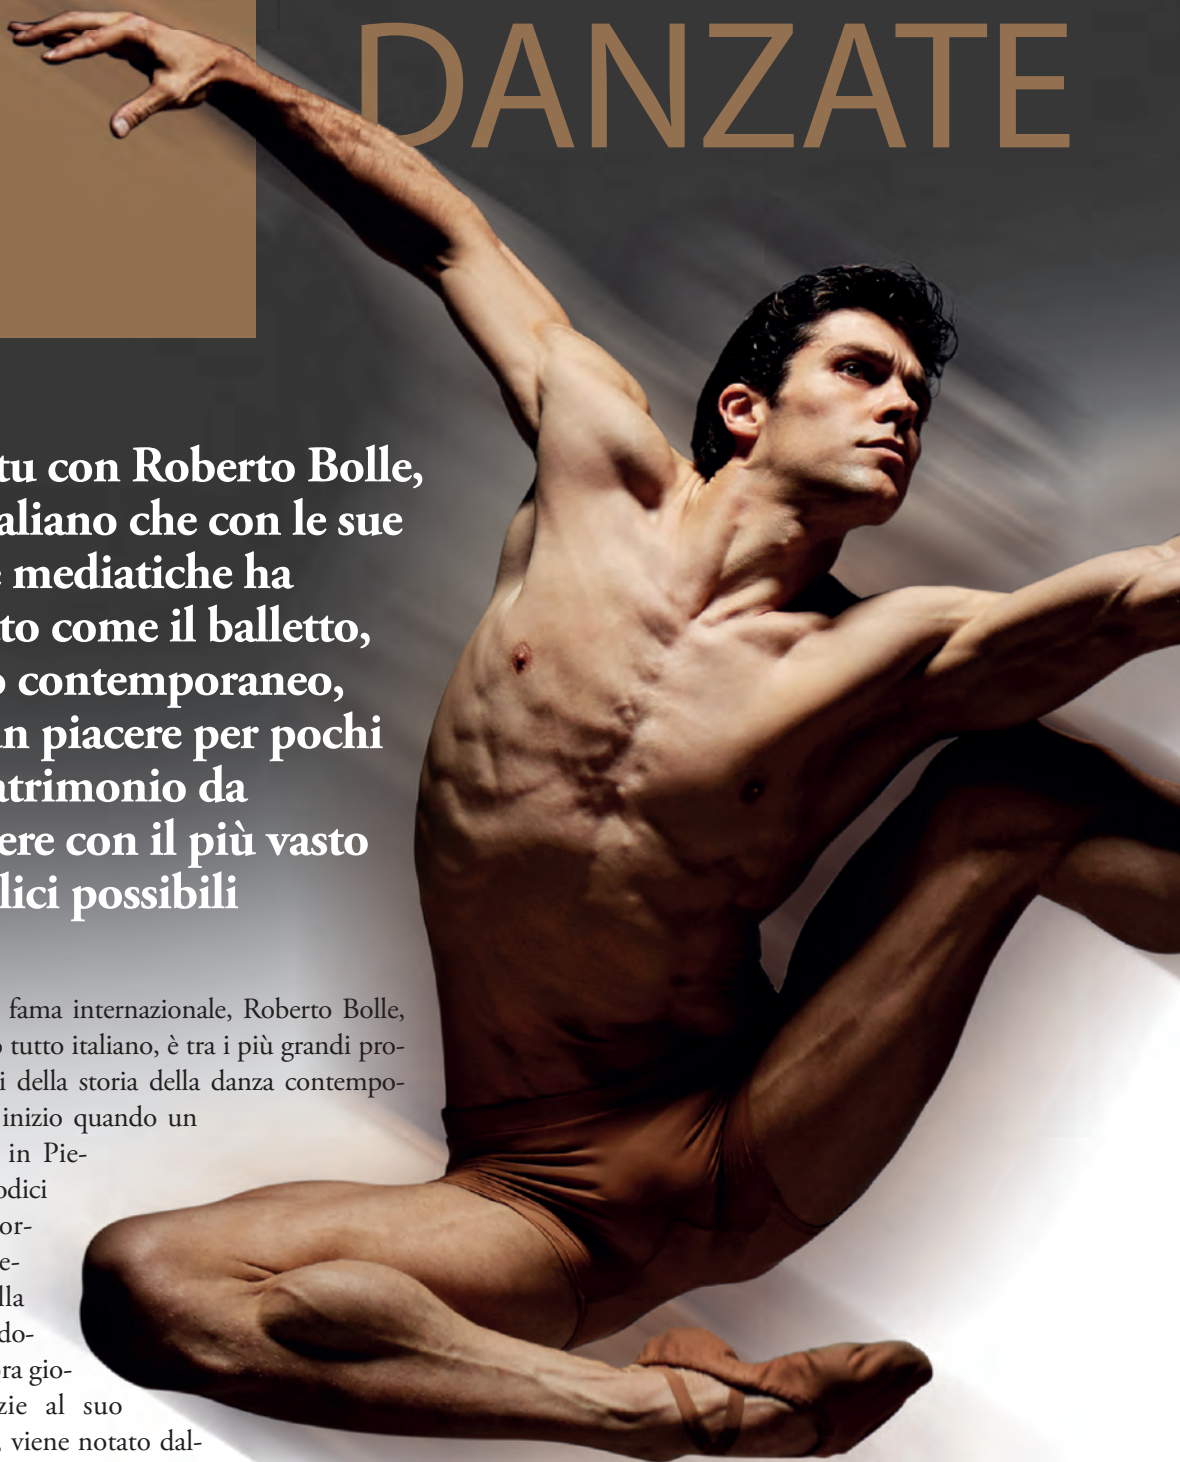 DANZATE
tu con Roberto Bolle,
aliano che con le sue
e mediatiche ha
to come il balletto,
o contemporaneo,
un piacere per pochi
atrimonio da
ere con il più vasto
lici possibili
fama internazionale, Roberto Bolle,
o tutto italiano, è tra i più grandi pro-
i della storia della danza contempo-
inizio quando un
in Pie-
odici
or-
e-
lla
do-
ra gio-
zie al suo
, viene notato dal-